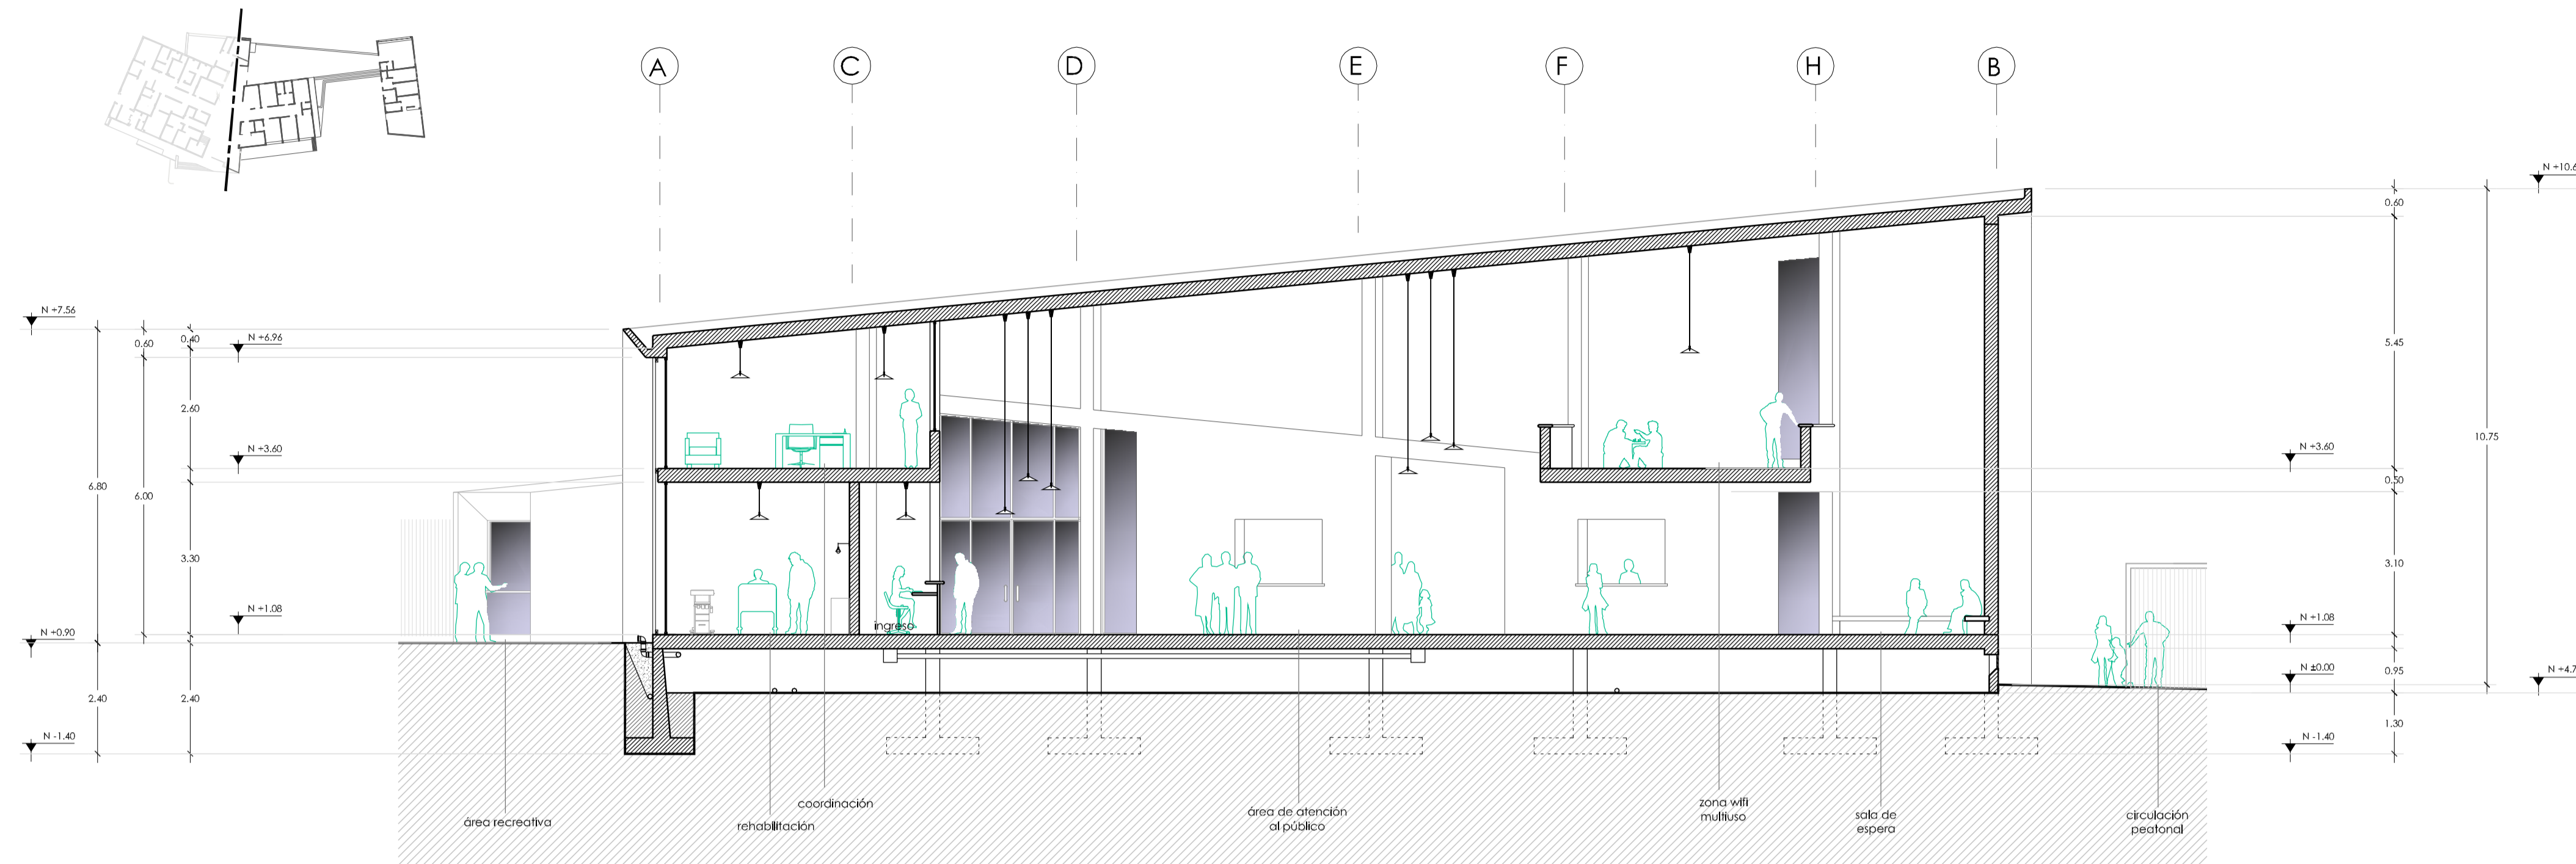 A
C
D
E
F
H
B
N +7.56
0.60
0.40
N +6.96
2.60
N +3.60
6.80
6.00
3.30
N +1.08
N +0.90
2.40
2.40
N -1.40
ingreso
N +10.6
0.60
5.45
10.75
N +3.60
0.50
3.10
N +1.08
N ±0.00
0.95
N +4.7
1.30
N -1.40
área recreativa
rehabilitación
coordinación
área de atención
al público
zona wifi
multiuso
sala de
espera
circulación
peatonal